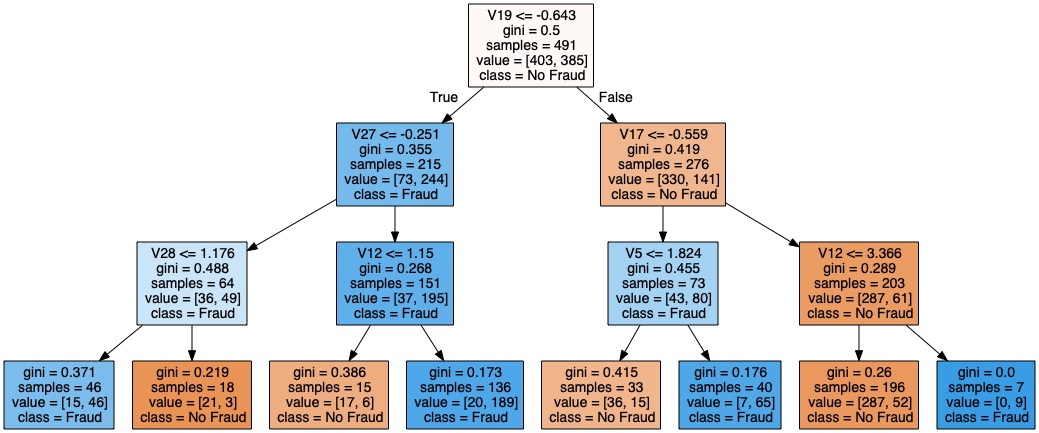 V19 <= -0.643
gini = 0.5
samples = 491
value = [403, 385]
class = No Fraud
True
False
V27 <= -0.251
gini = 0.355
samples = 215
value = [73, 244]
class = Fraud
V17 <= -0.559
gini = 0.419
samples = 276
value = [330, 141]
class = No Fraud
V28 <= 1.176
gini = 0.488
samples = 64
value = [36, 49]
class = Fraud
V12 <= 1.15
gini = 0.268
samples = 151
value = [37, 195]
class = Fraud
V5 <= 1.824
gini = 0.455
samples = 73
value = [43, 80]
class = Fraud
V12 <= 3.366
gini = 0.289
samples = 203
value = [287, 61]
class = No Fraud
gini = 0.371
samples = 46
value = [15, 46]
class = Fraud
gini = 0.219
samples = 18
value = [21, 3]
class = No Fraud
gini = 0.386
samples = 15
value = [17, 6]
class = No Fraud
gini = 0.173
samples = 136
value = [20, 189]
class = Fraud
gini = 0.415
samples = 33
value = [36, 15]
class = No Fraud
gini = 0.176
samples = 40
value = [7, 65]
class = Fraud
gini = 0.26
samples = 196
value = [287, 52]
class = No Fraud
gini = 0.0
samples = 7
value = [0, 9]
class = Fraud